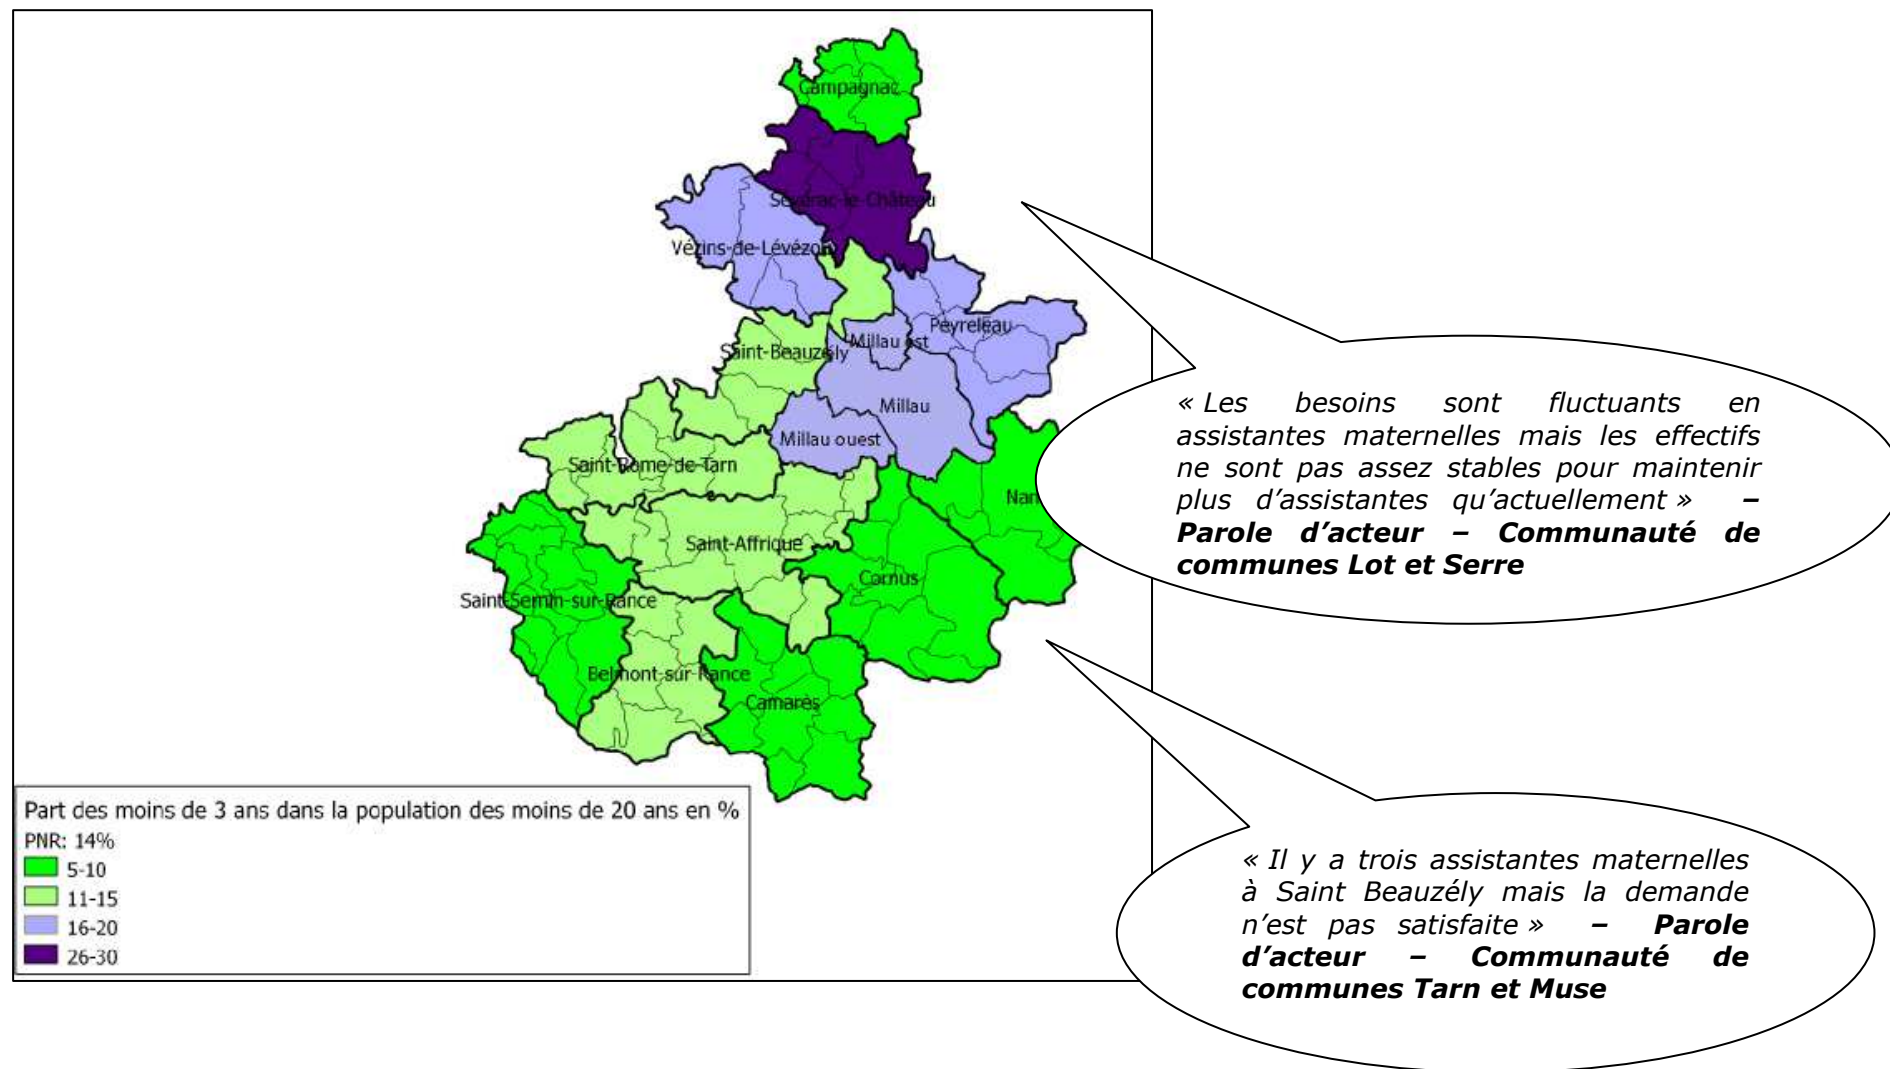 Campagnac
Sévérac-le-Château
Vézins-de-Lévézou
Peyreleau
Millau est
Saint-Beauzély
Millau
Millau ouest
Saint-Rome-de-Tarn
Nan
Saint-Affrique
Cornus
Saint-Sernin-sur-Rance
Belmont-sur-Rance
Camarès
« Les besoins sont fluctuants en
assistantes maternelles mais les effectifs
ne sont pas assez stables pour maintenir
plus d’assistantes qu’actuellement » –
Parole d’acteur – Communauté de
communes Lot et Serre
Part des moins de 3 ans dans la population des moins de 20 ans en %
PNR: 14%
5-10
11-15
16-20
26-30
« Il y a trois assistantes maternelles
à Saint Beauzély mais la demande
n’est pas satisfaite » – Parole
d’acteur – Communauté de
communes Tarn et Muse